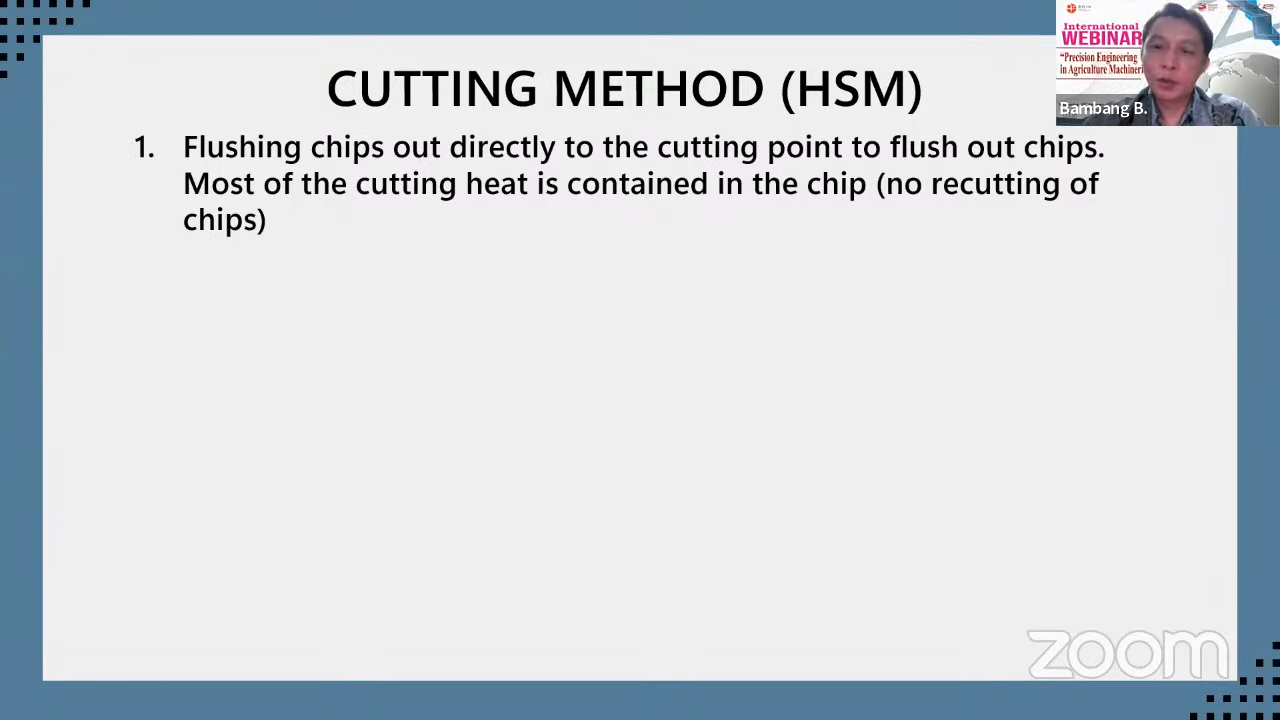 CUTTING METHOD (HSM)
1. Flushing chips out directly to the cutting point to flush out chips.
Most of the cutting heat is contained in the chip (no recutting of
chips)
International
WEBINAR
"Precision Engineering
in Agriculture Machiner
Bambang B.
zoom